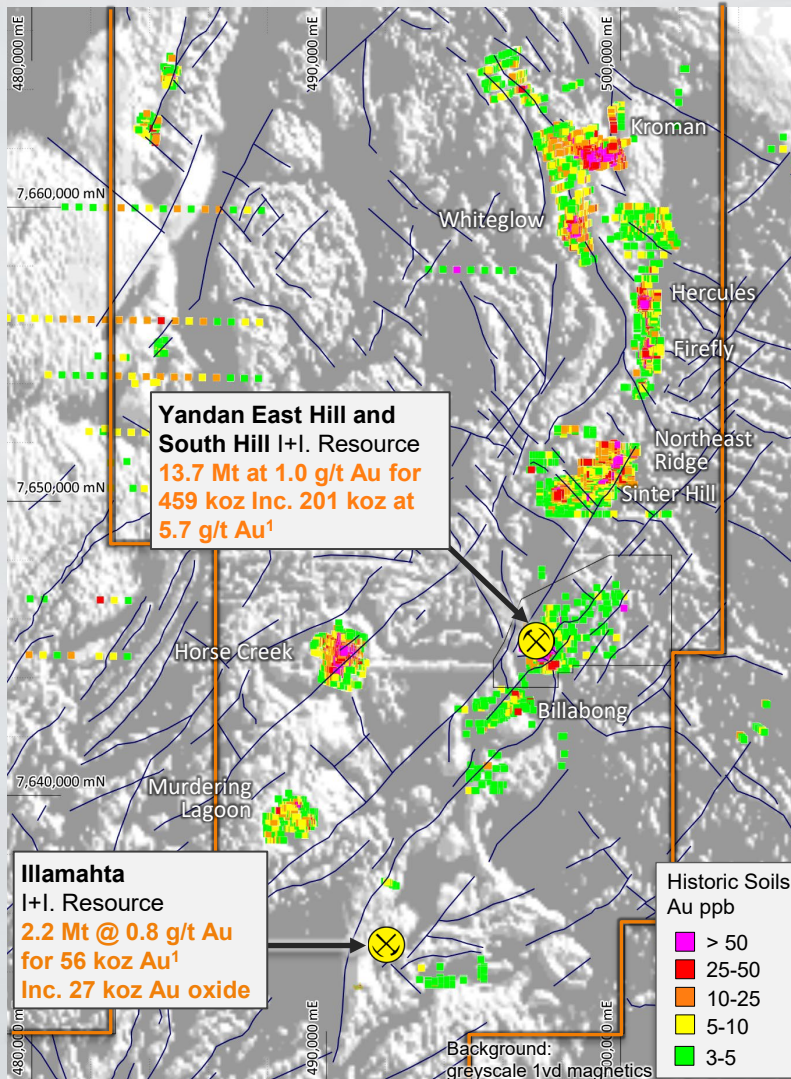 480,000 mE
490,000 mE
500,000 mE
Kroman
7,660,000 mN
Whiteglow
Hercules
Firefly
Yandan East Hill and
South Hill I+I. Resource
13.7 Mt at 1.0 g/t Au for
459 koz Inc. 201 koz at
5.7 g/t Au¹
Northeast
Ridge
Sinter Hill
7,650,000 mN
Horse Creek
Billabong
7,640,000 mN
Murdering
Lagoon
Illamahta
I+I. Resource
2.2 Mt @ 0.8 g/t Au
for 56 koz Au¹
Inc. 27 koz Au oxide
Historic Soils
Au ppb
> 50
25-50
10-25
5-10
3-5
480,000 mE
490,000 mE
Background:
greyscale 1vd magnetics